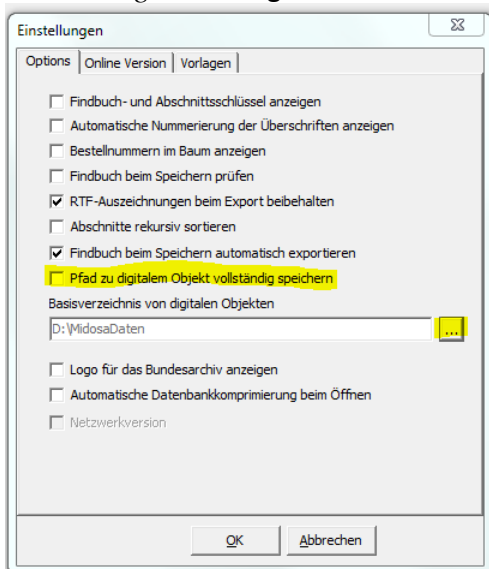 Einstellungen
Options Online Version Vorlagen
Findbuch- und Abschnittsschlüssel anzeigen
Automatische Nummerierung der Überschriften anzeigen
Bestellnummern im Baum anzeigen
Findbuch beim Speichern prüfen
RTF-Auszeichnungen beim Export beibehalten
Abschnitte rekursiv sortieren
Findbuch beim Speichern automatisch exportieren
Pfad zu digitalem Objekt vollständig speichern
Basisverzeichnis von digitalen Objekten
D:\MidosaDaten ...
Logo für das Bundesarchiv anzeigen
Automatische Datenbankkomprimierung beim Öffnen
Netzwerkversion
OK Abbrechen